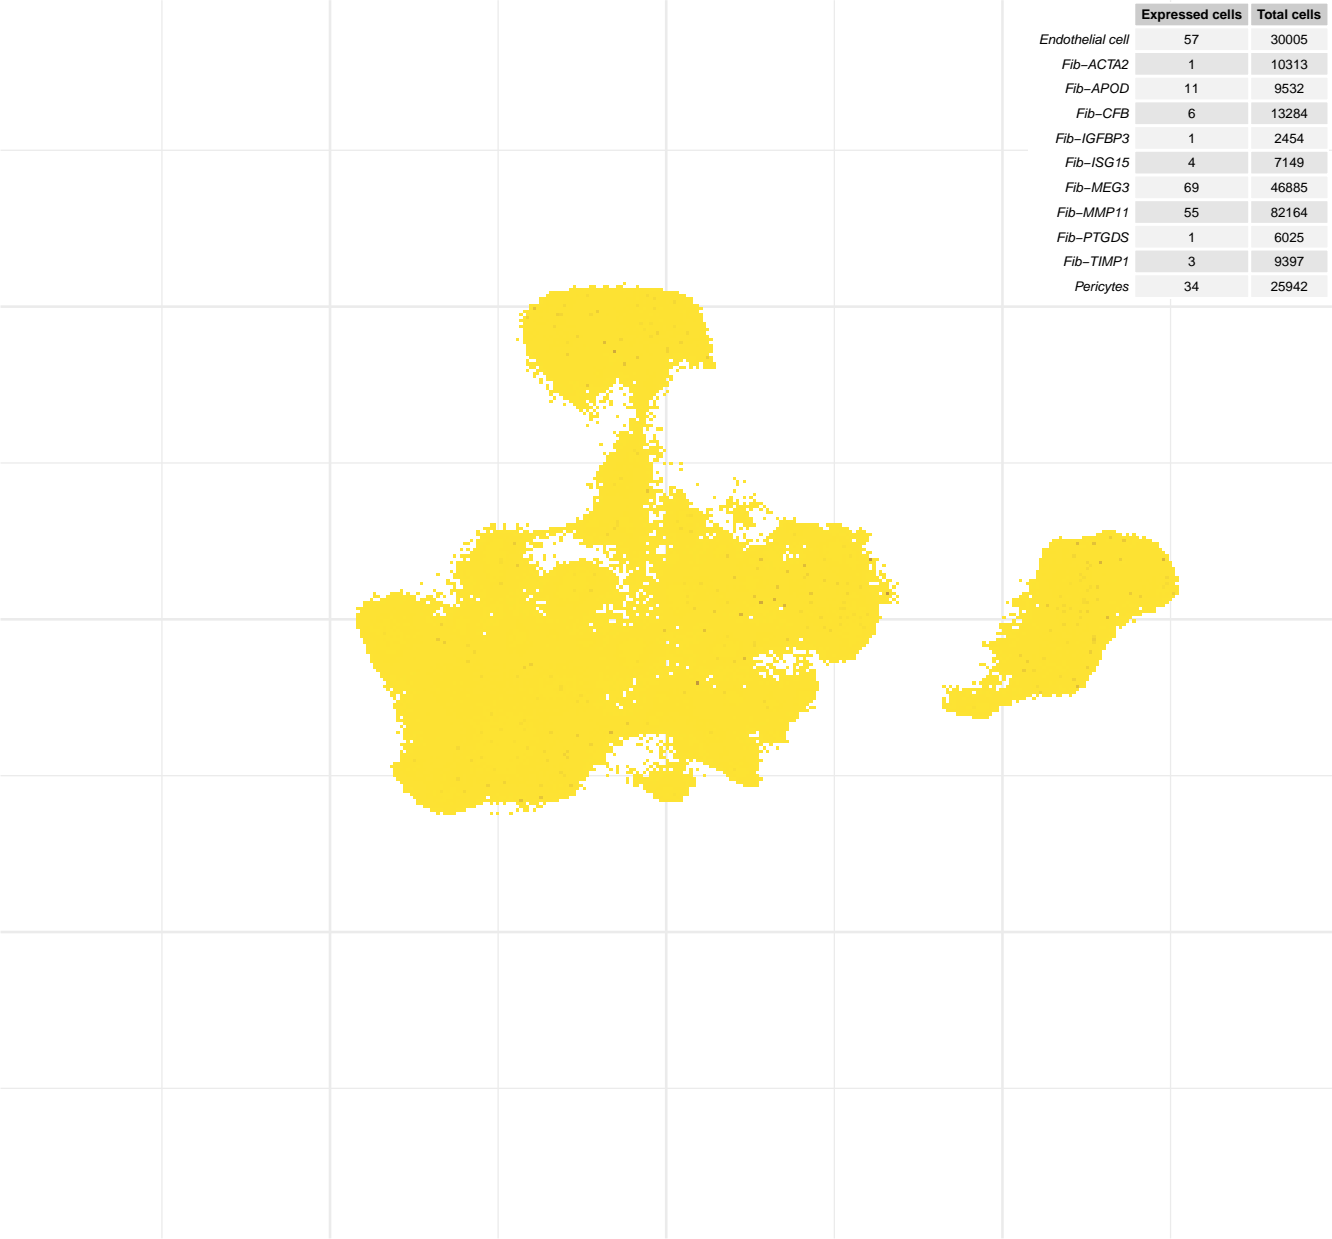 Expressed cells Total cells
Endothelial cell 57 30005
Fib−ACTA2 1 10313
Fib−APOD 11 9532
Fib−CFB 6 13284
Fib−IGFBP3 1 2454
Fib−ISG15 4 7149
Fib−MEG3 69 46885
Fib−MMP11 55 82164
Fib−PTGDS 1 6025
Fib−TIMP1 3 9397
Pericytes 34 25942